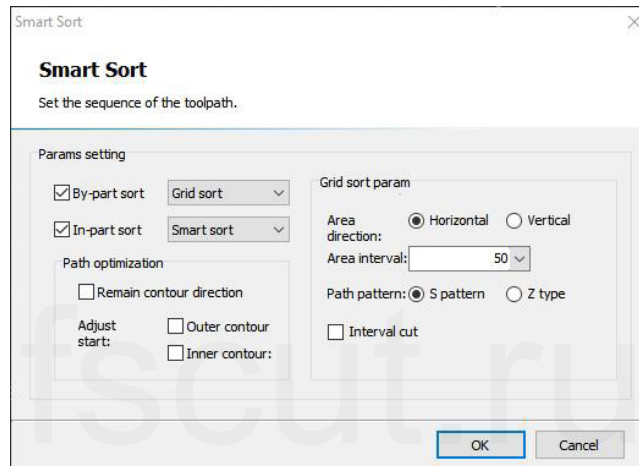 Smart Sort
Smart Sort
Set the sequence of the toolpath.
Params setting
By-part sort Grid sort
In-part sort Smart sort
Path optimization
Remain contour direction
Adjust start: Outer contour
Inner contour:
Grid sort param
Area direction: Horizontal Vertical
Area interval: 50
Path pattern: S pattern Z type
Interval cut
OK Cancel
fscut.ru